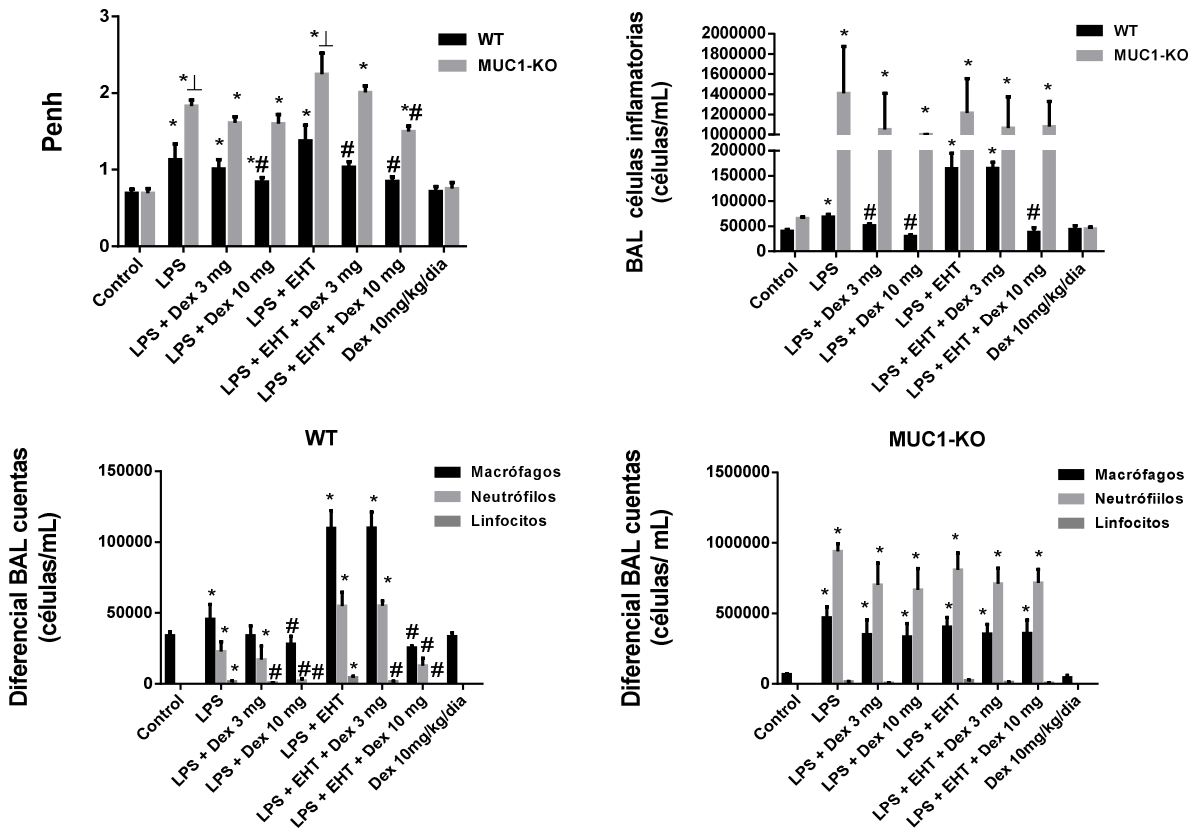 Penh
3
2
1
0
* ⊥ * * *# * ⊥ * *#
* * *# * # #
WT
MUC1-KO
Control
LPS
LPS + Dex 3 mg
LPS + Dex 10 mg
LPS + EHT
LPS + EHT + Dex 3 mg
LPS + EHT + Dex 10 mg
Dex 10mg/kg/dia
BAL células inflamatorias
(células/mL)
2000000
1800000
1600000
1400000
1200000
1000000
200000
150000
100000
50000
0
* * * * * *
* # # * * #
WT
MUC1-KO
Control
LPS
LPS + Dex 3 mg
LPS + Dex 10 mg
LPS + EHT
LPS + EHT + Dex 3 mg
LPS + EHT + Dex 10 mg
Dex 10mg/kg/dia
WT
Diferencial BAL cuentas
(células/mL)
150000
100000
50000
0
* * * * # # # # * * * * * # # # #
Macrófagos
Neutrófilos
Linfocitos
Control
LPS
LPS + Dex 3 mg
LPS + Dex 10 mg
LPS + EHT
LPS + EHT + Dex 3 mg
LPS + EHT + Dex 10 mg
Dex 10mg/kg/dia
MUC1-KO
Diferencial BAL cuentas
(células/ mL)
1500000
1000000
500000
0
* * * * * * * * * * * *
Macrófagos
Neutrófiilos
Linfocitos
Control
LPS
LPS + Dex 3 mg
LPS + Dex 10 mg
LPS + EHT
LPS + EHT + Dex 3 mg
LPS + EHT + Dex 10 mg
Dex 10mg/kg/dia